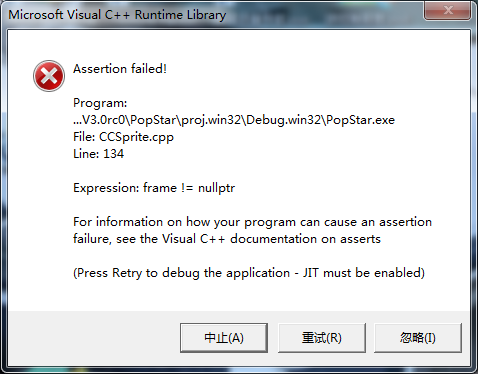 Microsoft Visual C++ Runtime Library
Assertion failed!
Program:
...V3.0rc0\PopStar\proj.win32\Debug.win32\PopStar.exe
File: CCSprite.cpp
Line: 134
Expression: frame != nullptr
For information on how your program can cause an assertion
failure, see the Visual C++ documentation on asserts
(Press Retry to debug the application - JIT must be enabled)
中止(A) 重试(R) 忽略(I)